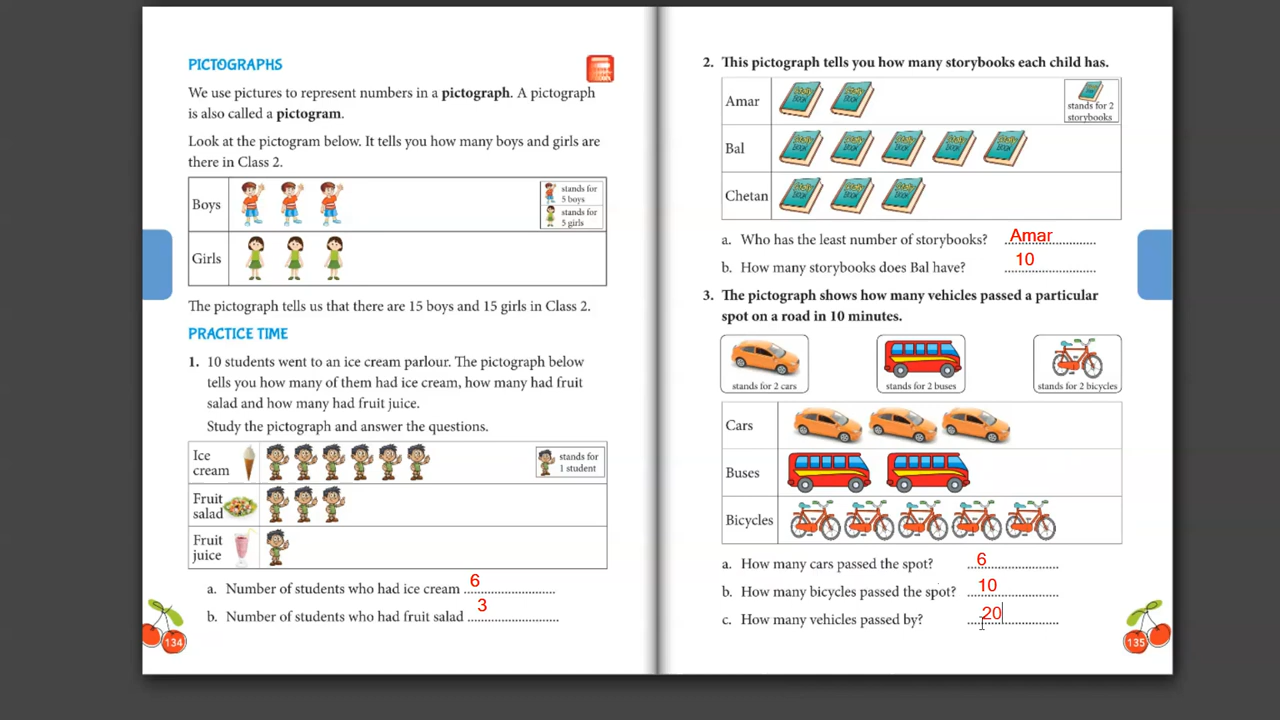 PICTOGRAPHS
We use pictures to represent numbers in a pictograph. A pictograph
is also called a pictogram.
Look at the pictogram below. It tells you how many boys and girls are
there in Class 2.
Boys
stands for
5 boys
stands for
5 girls
Girls
The pictograph tells us that there are 15 boys and 15 girls in Class 2.
PRACTICE TIME
1. 10 students went to an ice cream parlour. The pictograph below
tells you how many of them had ice cream, how many had fruit
salad and how many had fruit juice.
Study the pictograph and answer the questions.
Ice
cream
stands for
1 student
Fruit
salad
Fruit
juice
a. Number of students who had ice cream 6
b. Number of students who had fruit salad 3
134
2. This pictograph tells you how many storybooks each child has.
Amar
stands for 2
storybooks
Bal
Chetan
a. Who has the least number of storybooks? Amar
b. How many storybooks does Bal have? 10
3. The pictograph shows how many vehicles passed a particular
spot on a road in 10 minutes.
stands for 2 cars
stands for 2 buses
stands for 2 bicycles
Cars
Buses
Bicycles
a. How many cars passed the spot? 6
b. How many bicycles passed the spot? 10
c. How many vehicles passed by? 20
135